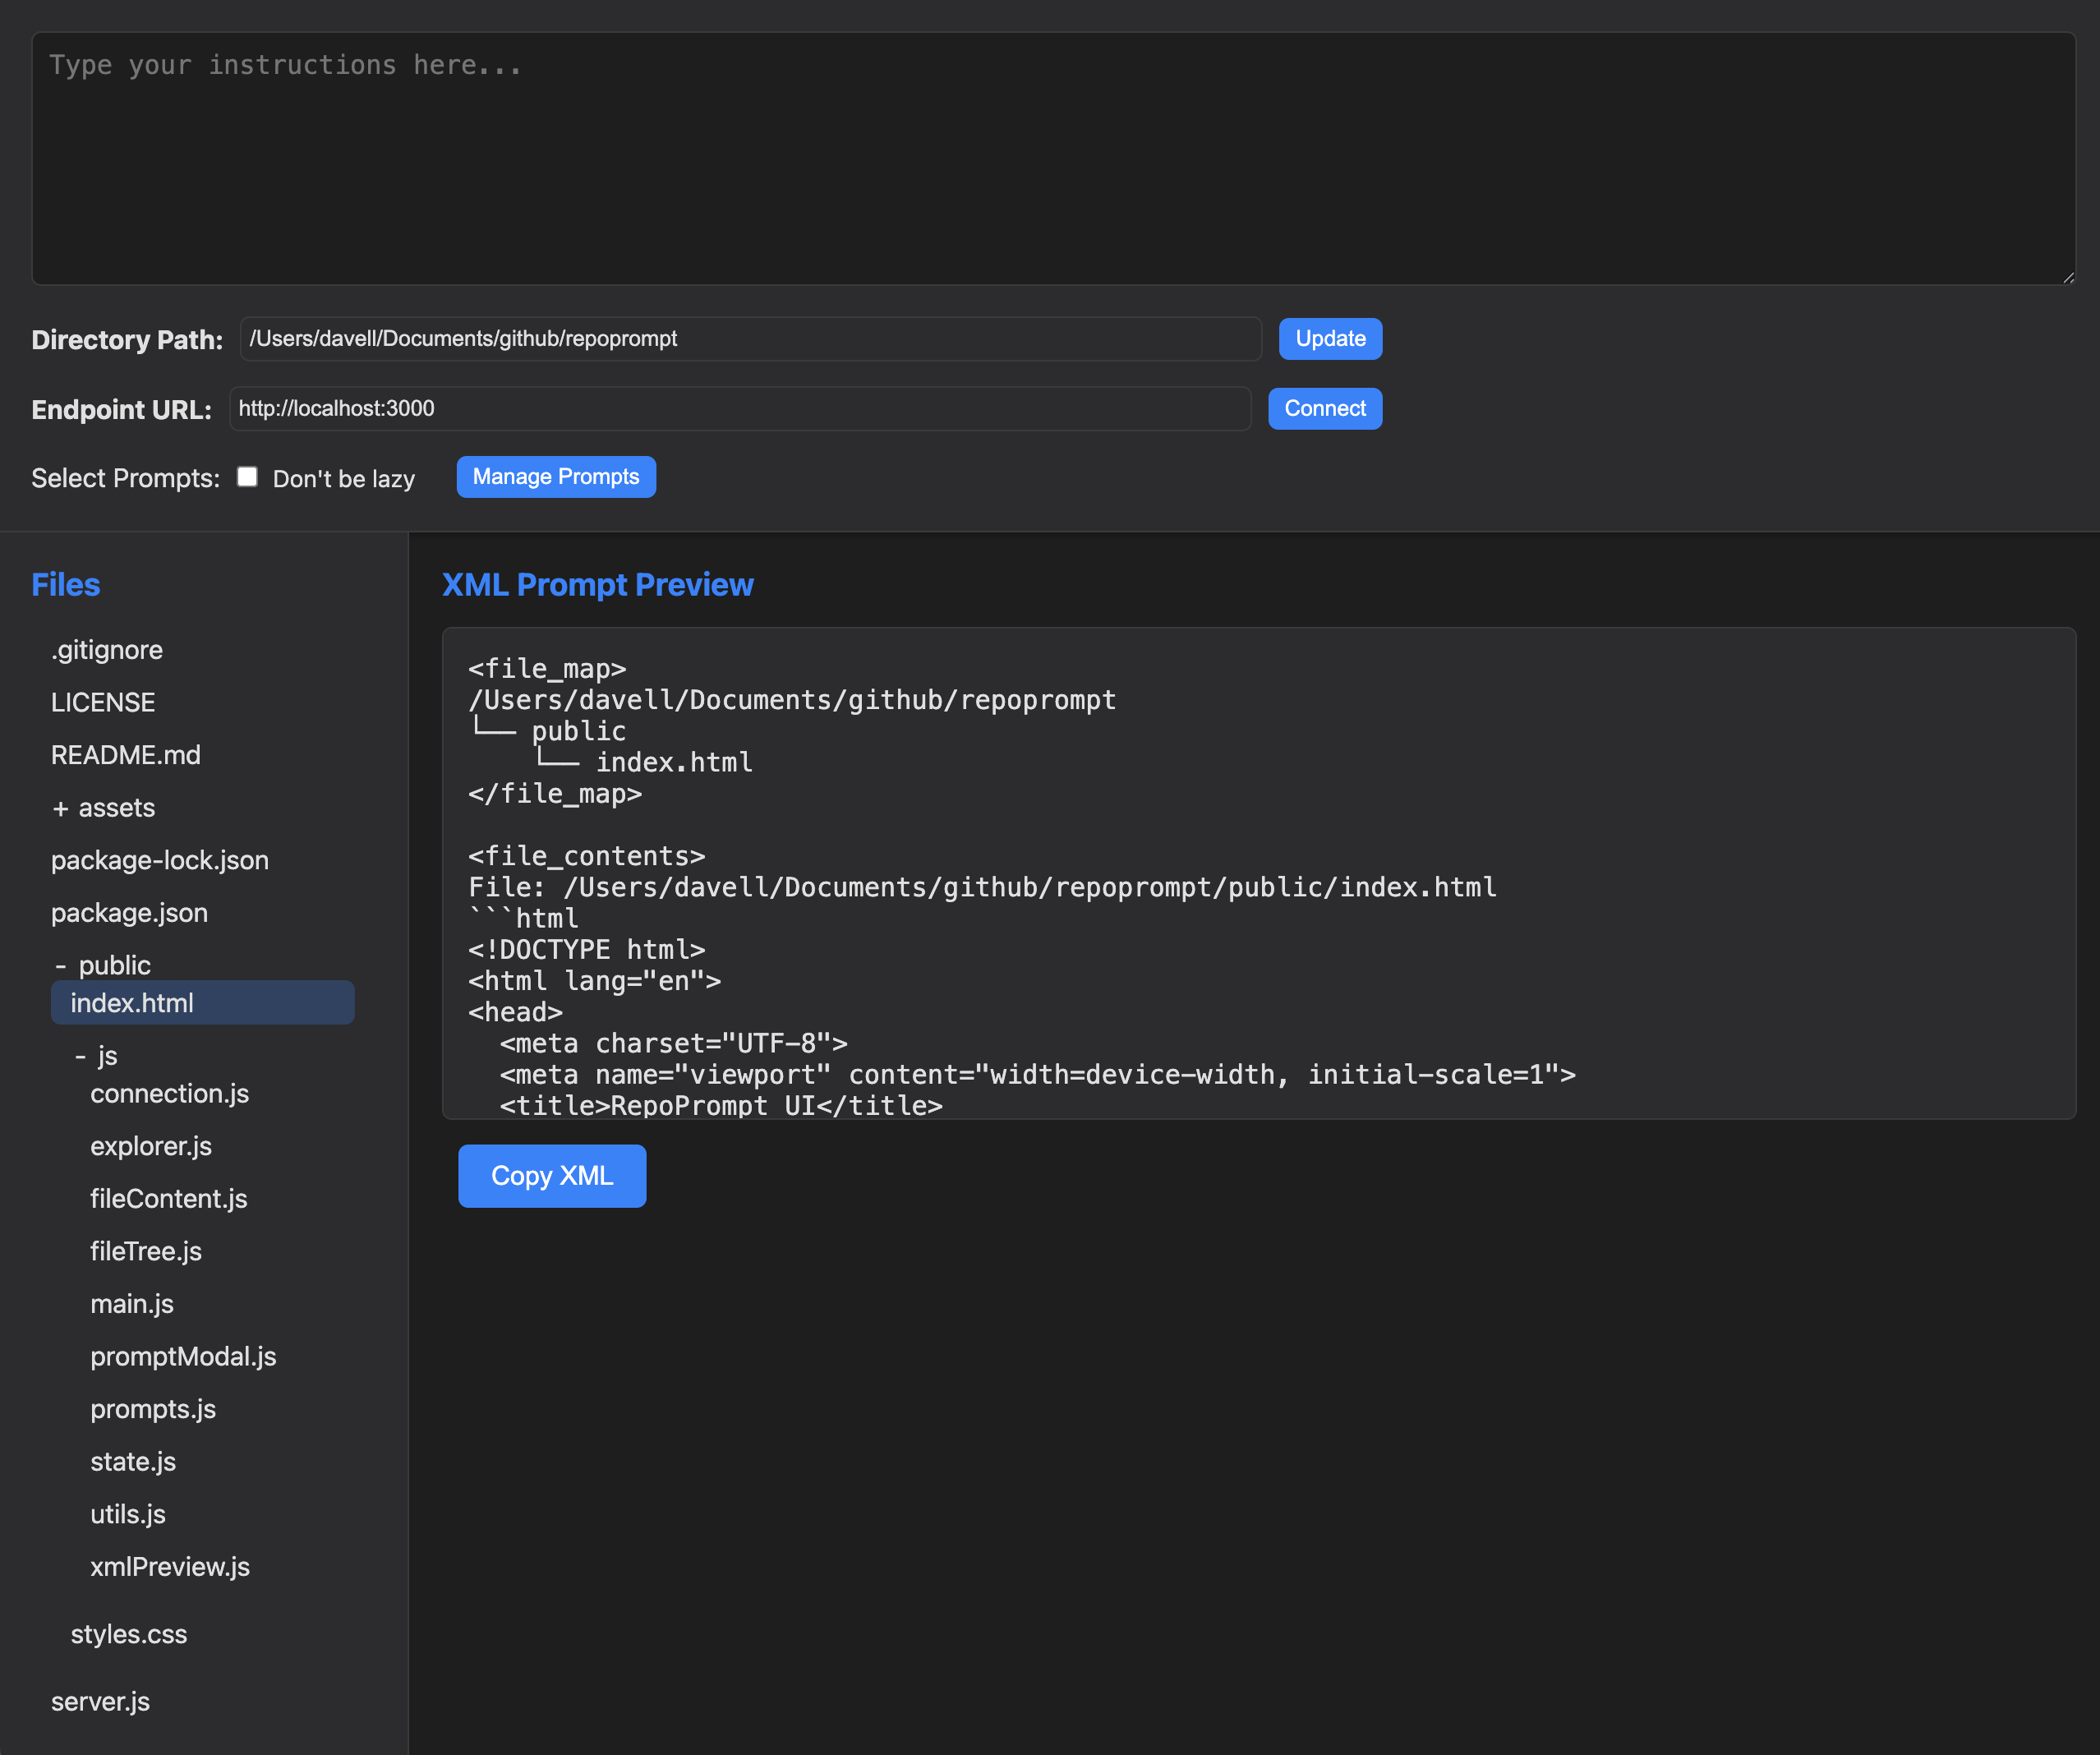 Type your instructions here...
Directory Path: /Users/davell/Documents/github/repoprompt Update
Endpoint URL: http://localhost:3000 Connect
Select Prompts: Don't be lazy Manage Prompts
Files
.gitignore
LICENSE
README.md
+ assets
package-lock.json
package.json
- public
index.html
- js
connection.js
explorer.js
fileContent.js
fileTree.js
main.js
promptModal.js
prompts.js
state.js
utils.js
xmlPreview.js
styles.css
server.js
XML Prompt Preview
<file_map>
/Users/davell/Documents/github/repoprompt
└── public
    └── index.html
</file_map>
<file_contents>
File: /Users/davell/Documents/github/repoprompt/public/index.html
```html
<!DOCTYPE html>
<html lang="en">
<head>
  <meta charset="UTF-8">
  <meta name="viewport" content="width=device-width, initial-scale=1">
  <title>RepoPrompt UI</title>
Copy XML